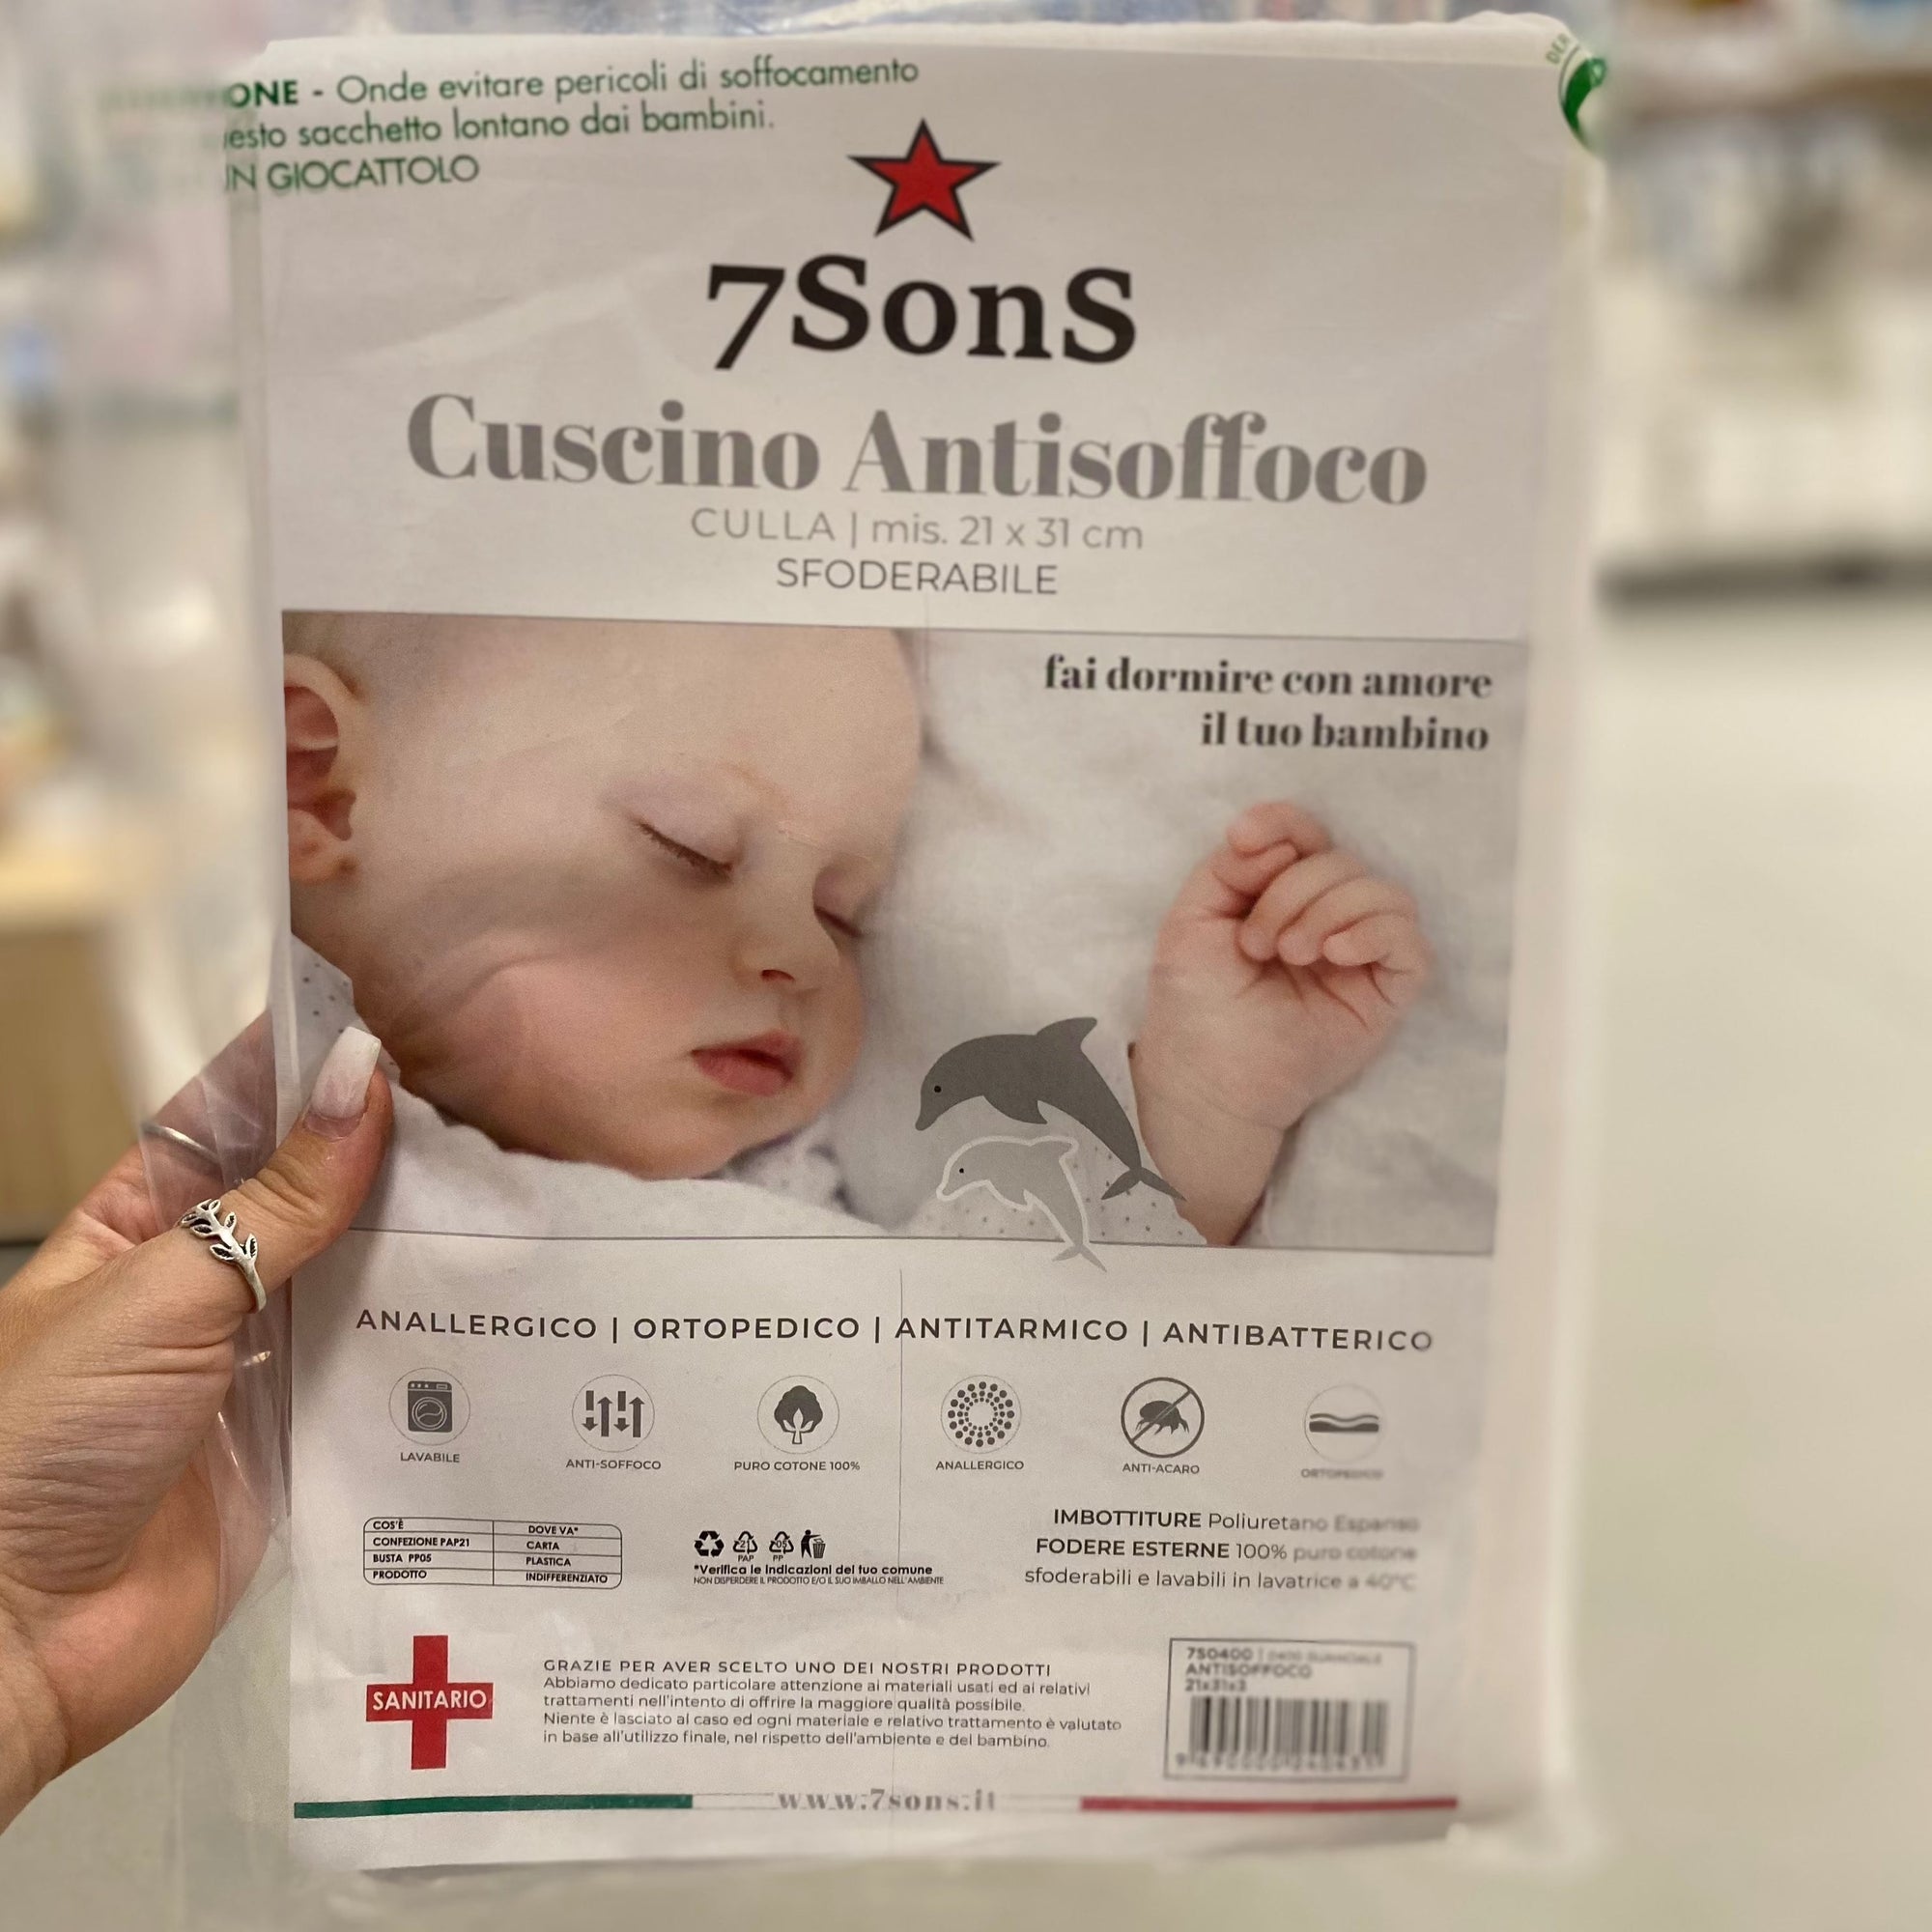 ONE - Onde evitare pericoli di soffocamento
esto sacchetto lontano dai bambini.
UN GIOCATTOLO
DER
7SonS
Cuscino Antisoffoco
CULLA | mis. 21 x 31 cm
SFODERABILE
fai dormire con amore
il tuo bambino
ANALLERGICO | ORTOPEDICO | ANTITARMICO | ANTIBATTERICO
LAVABILE
ANTI-SOFFOCO
PURO COTONE 100%
ANALLERGICO
ANTI-ACARO
ORTOPEDICO
COS'È DOVE VA*
CONFEZIONE PAP21 CARTA
BUSTA PP05 PLASTICA
PRODOTTO INDIFFERENZIATO
21 05
PAP PP
*Verifica le indicazioni del tuo comune
NON DISPERDERE IL PRODOTTO E/O IL SUO IMBALLO NELL'AMBIENTE
IMBOTTITURE Poliuretano Espanso
FODERE ESTERNE 100% puro cotone
sfoderabili e lavabili in lavatrice a 40°C
SANITARIO
GRAZIE PER AVER SCELTO UNO DEI NOSTRI PRODOTTI
Abbiamo dedicato particolare attenzione ai materiali usati ed ai relativi
trattamenti nell'intento di offrire la maggiore qualità possibile.
Niente è lasciato al caso ed ogni materiale e relativo trattamento è valutato
in base all'utilizzo finale, nel rispetto dell'ambiente e del bambino.
7S0400 |
ANTISOFFOCO
21x31x3
www.7sons.it